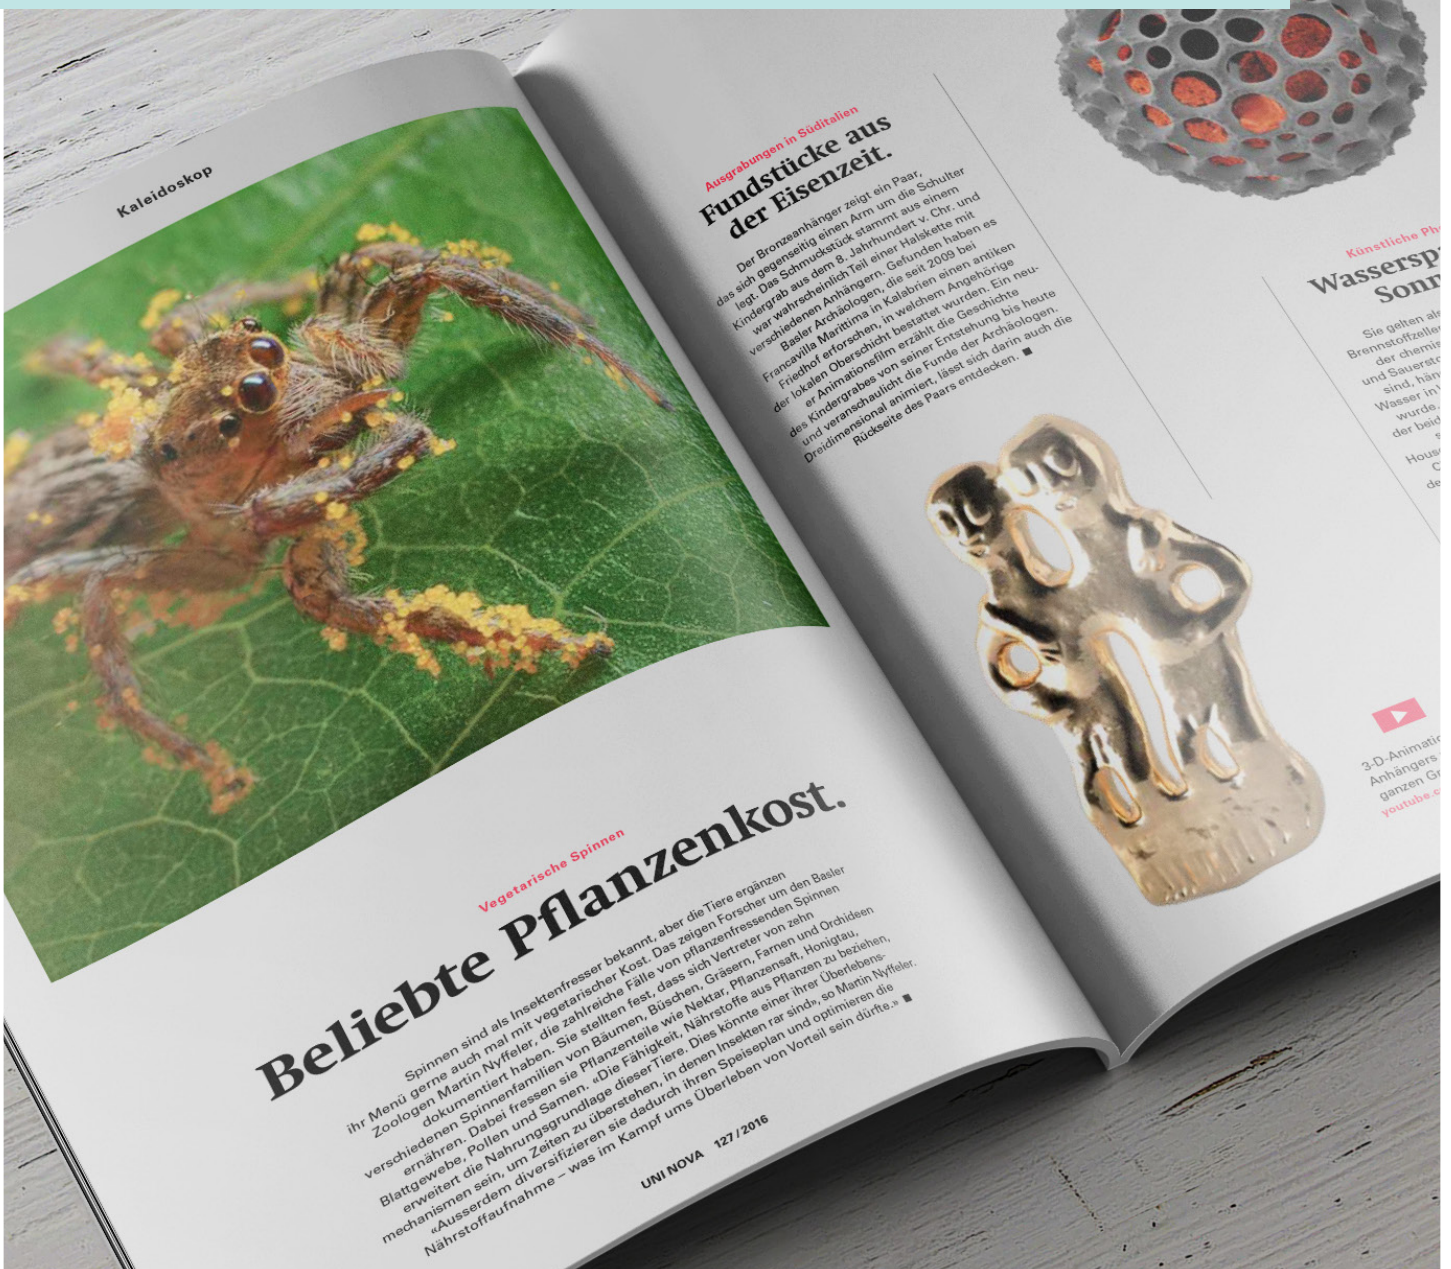 Kaleidoskop
Vegetarische Spinnen
Beliebte Pflanzenkost.
Spinnen sind als Insektenfresser bekannt, aber die Tiere ergänzen
ihr Menü gerne auch mal mit vegetarischer Kost. Das zeigen Forscher um den Basler
Zoologen Martin Nyffeler, die zahlreiche Fälle von pflanzenfressenden Spinnen
dokumentiert haben. Sie stellten fest, dass sich Vertreter von zehn
verschiedenen Spinnenfamilien von Bäumen, Büschen, Gräsern, Farnen und Orchideen
ernähren. Dabei fressen sie Pflanzenteile wie Nektar, Pflanzensaft, Honigtau,
Blattgewebe, Pollen und Samen. «Die Fähigkeit, Nährstoffe aus Pflanzen zu beziehen,
erweitert die Nahrungsgrundlage dieser Tiere. Dies könnte einer ihrer Überlebens-
mechanismen sein, um Zeiten zu überstehen, in denen Insekten rar sind», so Martin Nyffeler.
«Ausserdem diversifizieren sie dadurch ihren Speiseplan und optimieren die
Nährstoffaufnahme – was im Kampf ums Überleben von Vorteil sein dürfte.» ■
UNI NOVA 127 / 2016
Ausgrabungen in Süditalien
Fundstücke aus
der Eisenzeit.
Der Bronzeanhänger zeigt ein Paar,
das sich gegenseitig einen Arm um die Schulter
legt. Das Schmuckstück stammt aus einem
Kindergrab aus dem 8. Jahrhundert v. Chr. und
war wahrscheinlich Teil einer Halskette mit
verschiedenen Anhängern. Gefunden haben es
Basler Archäologen, die seit 2009 bei
Francavilla Marittima in Kalabrien einen antiken
Friedhof erforschen, in welchem Angehörige
der lokalen Oberschicht bestattet wurden. Ein neu-
er Animationsfilm erzählt die Geschichte
des Kindergrabes von seiner Entstehung bis heute
und veranschaulicht die Funde der Archäologen.
Dreidimensional animiert, lässt sich darin auch die
Rückseite des Paars entdecken. ■
Künstliche
Sie gelten
Brennstoffzelle
der
und
sind,
Wasser in
wurde.
der
3-D-
Anhängers
ganzen